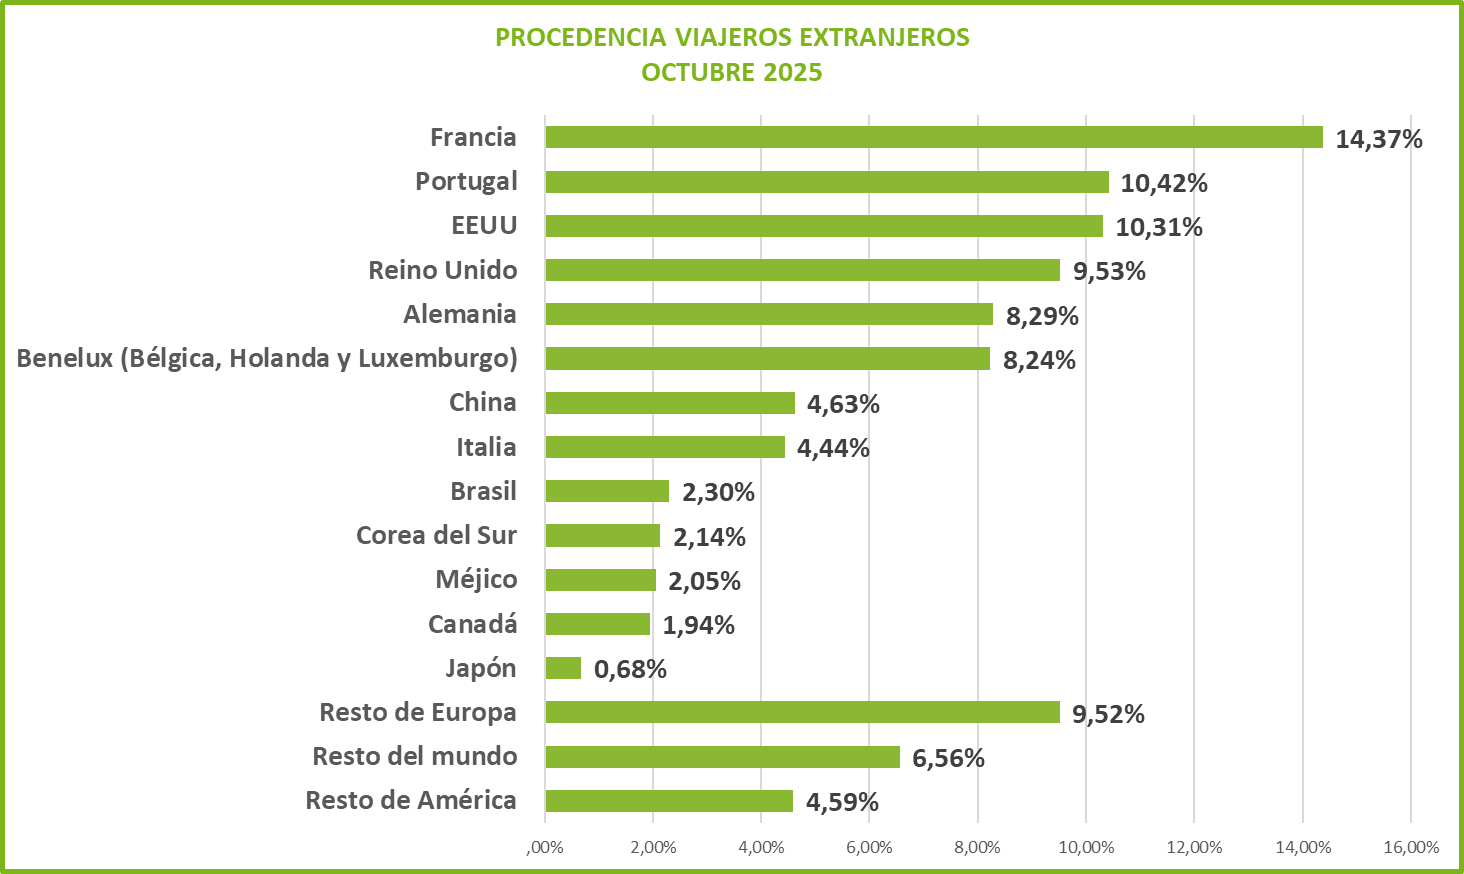 PROCEDENCIA VIAJEROS EXTRANJEROS
OCTUBRE 2025
Francia 14,37%
Portugal 10,42%
EEUU 10,31%
Reino Unido 9,53%
Alemania 8,29%
Benelux (Bélgica, Holanda y Luxemburgo) 8,24%
China 4,63%
Italia 4,44%
Brasil 2,30%
Corea del Sur 2,14%
Méjico 2,05%
Canadá 1,94%
Japón 0,68%
Resto de Europa 9,52%
Resto del mundo 6,56%
Resto de América 4,59%
,00% 2,00% 4,00% 6,00% 8,00% 10,00% 12,00% 14,00% 16,00%